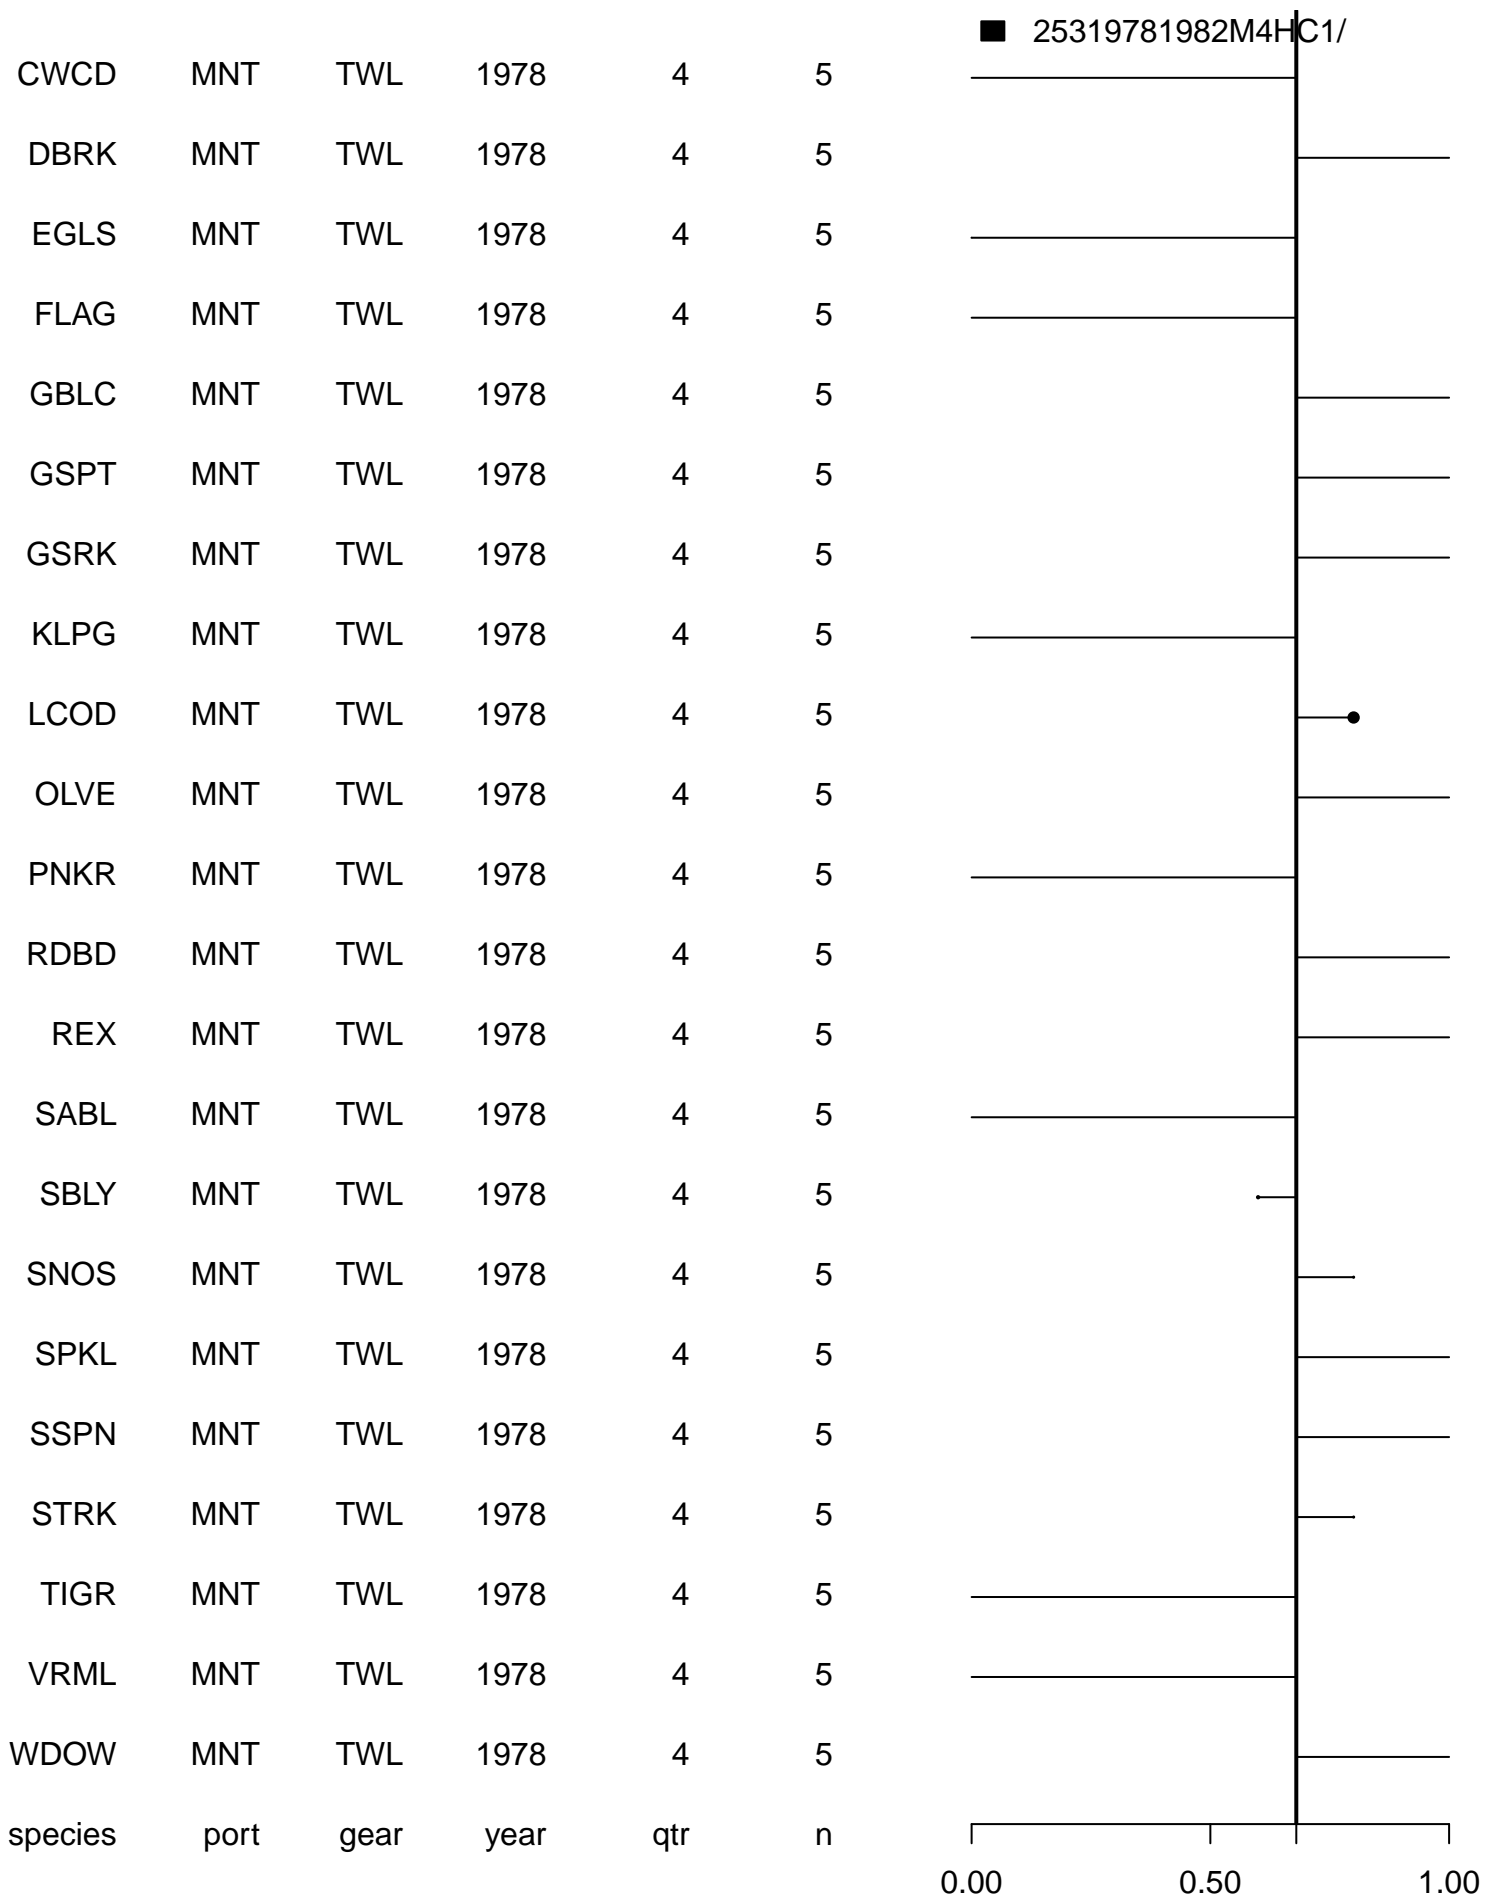 25319781982M4HC1/
CWCD MNT TWL 1978 4 5
DBRK MNT TWL 1978 4 5
EGLS MNT TWL 1978 4 5
FLAG MNT TWL 1978 4 5
GBLC MNT TWL 1978 4 5
GSPT MNT TWL 1978 4 5
GSRK MNT TWL 1978 4 5
KLPG MNT TWL 1978 4 5
LCOD MNT TWL 1978 4 5
OLVE MNT TWL 1978 4 5
PNKR MNT TWL 1978 4 5
RDBD MNT TWL 1978 4 5
REX MNT TWL 1978 4 5
SABL MNT TWL 1978 4 5
SBLY MNT TWL 1978 4 5
SNOS MNT TWL 1978 4 5
SPKL MNT TWL 1978 4 5
SSPN MNT TWL 1978 4 5
STRK MNT TWL 1978 4 5
TIGR MNT TWL 1978 4 5
VRML MNT TWL 1978 4 5
WDOW MNT TWL 1978 4 5
species port gear year qtr n
0.00 0.50 1.00